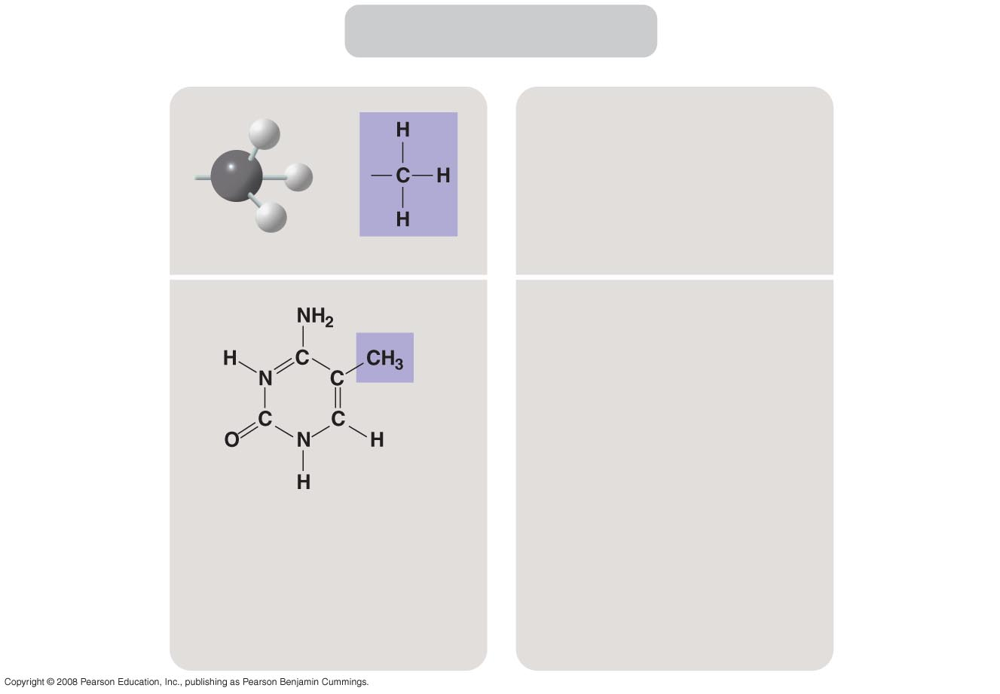 H
C H
H
NH2
H C CH3
N C
C C
O N H
H
Copyright © 2008 Pearson Education, Inc., publishing as Pearson Benjamin Cummings.